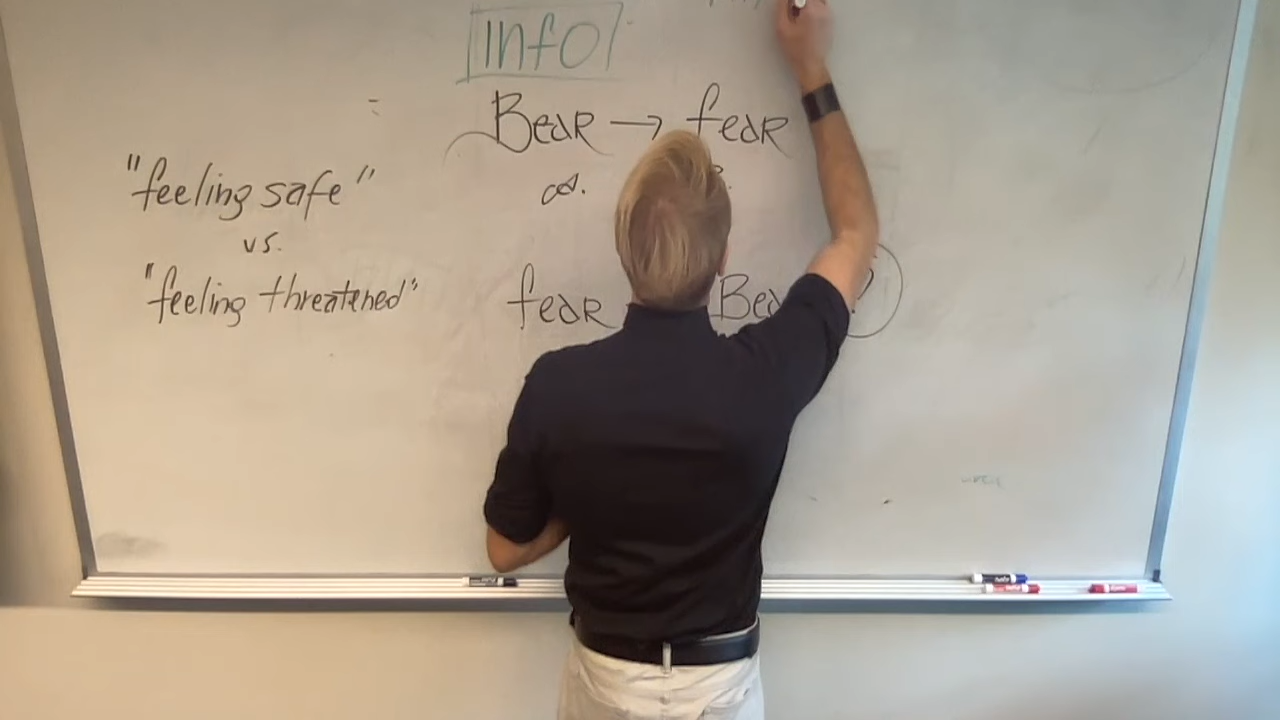 Info
Bear → fear
"feeling safe"
vs.
"feeling threatened"
fear
?